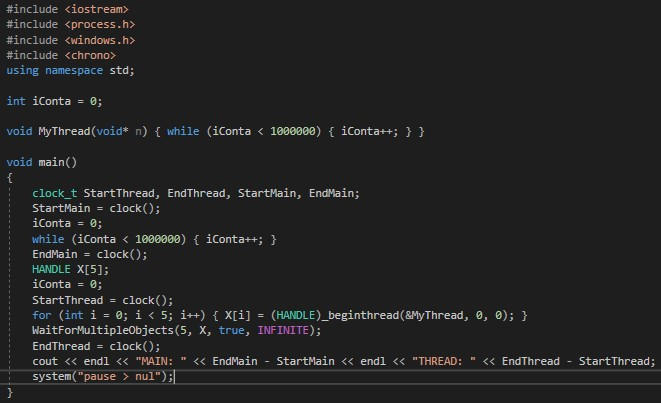 #include <iostream>
#include <process.h>
#include <windows.h>
#include <chrono>
using namespace std;
int iConta = 0;
void MyThread(void* n) { while (iConta < 1000000) { iConta++; } }
void main()
{
clock_t StartThread, EndThread, StartMain, EndMain;
StartMain = clock();
iConta = 0;
while (iConta < 1000000) { iConta++; }
EndMain = clock();
HANDLE X[5];
iConta = 0;
StartThread = clock();
for (int i = 0; i < 5; i++) { X[i] = (HANDLE)_beginthread(&MyThread, 0, 0); }
WaitForMultipleObjects(5, X, true, INFINITE);
EndThread = clock();
cout << endl << "MAIN: " << EndMain - StartMain << endl << "THREAD: " << EndThread - StartThread;
system("pause > nul");
}